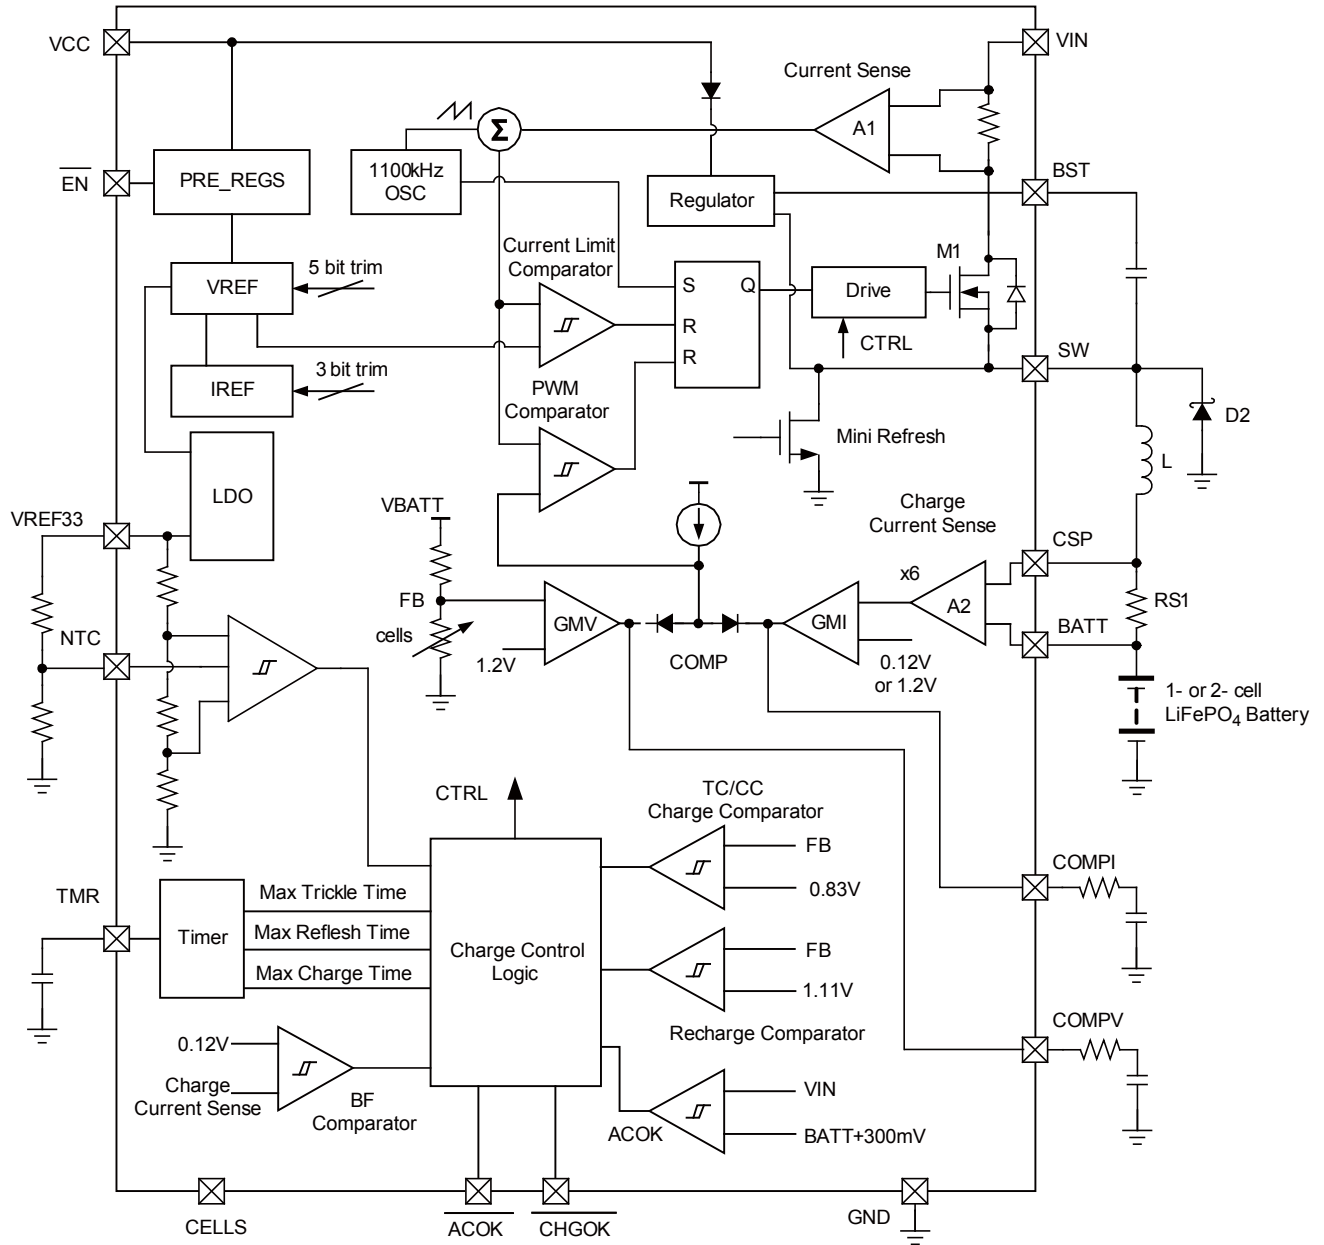 VCC
VIN
Current Sense
A1
Σ
EN
PRE_REGS
1100kHz
OSC
Regulator
BST
Current Limit
Comparator
M1
5 bit trim
VREF
S
Q
Drive
R
R
CTRL
SW
3 bit trim
IREF
PWM
Comparator
Mini Refresh
D2
L
LDO
VBATT
Charge
Current Sense
VREF33
CSP
x6
A2
RS1
FB
cells
GMV
GMI
BATT
NTC
1.2V
COMP
0.12V
or 1.2V
1- or 2- cell
LiFePO4 Battery
CTRL
TC/CC
Charge Comparator
FB
0.83V
COMPI
TMR
Timer
Max Trickle Time
Max Reflesh Time
Max Charge Time
Charge Control
Logic
FB
1.11V
Recharge Comparator
COMPV
0.12V
Charge
Current Sense
BF
Comparator
VIN
ACOK
BATT+300mV
CELLS
ACOK
CHGOK
GND